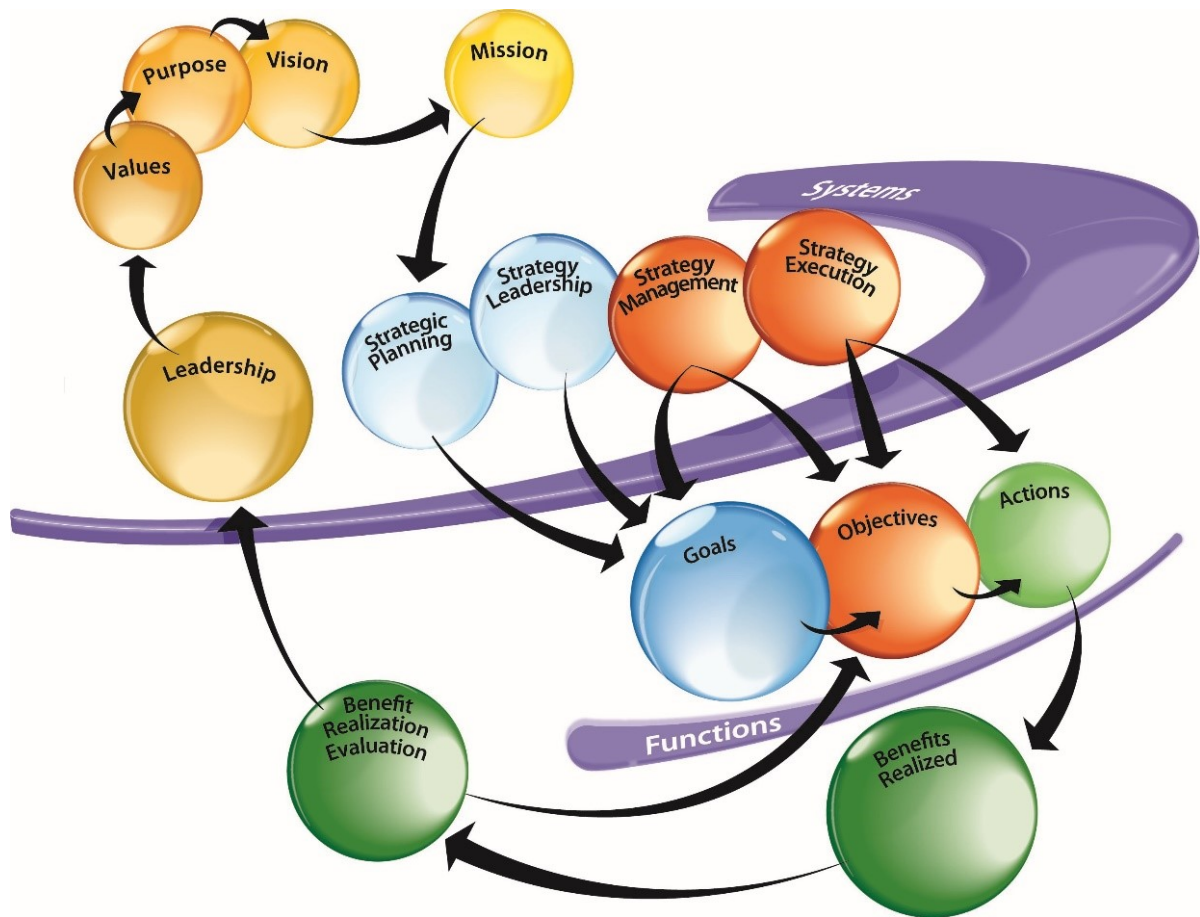 Purpose
Vision
Mission
Values
Systems
Strategic
Planning
Strategy
Leadership
Strategy
Management
Strategy
Execution
Leadership
Goals
Objectives
Actions
Benefit
Realization
Evaluation
Functions
Benefits
Realized